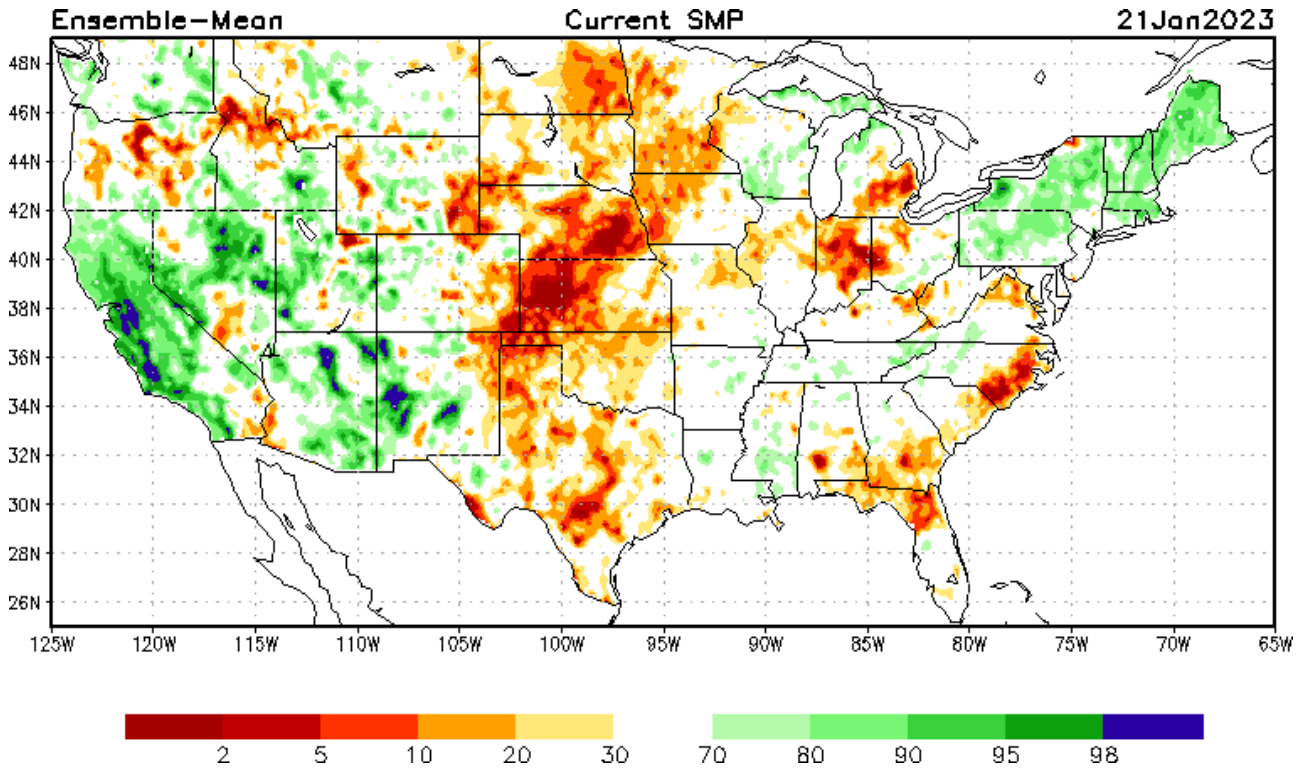 Ensemble-Mean Current SMP 21Jan2023
48N
46N
44N
42N
40N
38N
36N
34N
32N
30N
28N
26N
125W 120W 115W 110W 105W 100W 95W 90W 85W 80W 75W 70W 65W
2 5 10 20 30 70 80 90 95 98